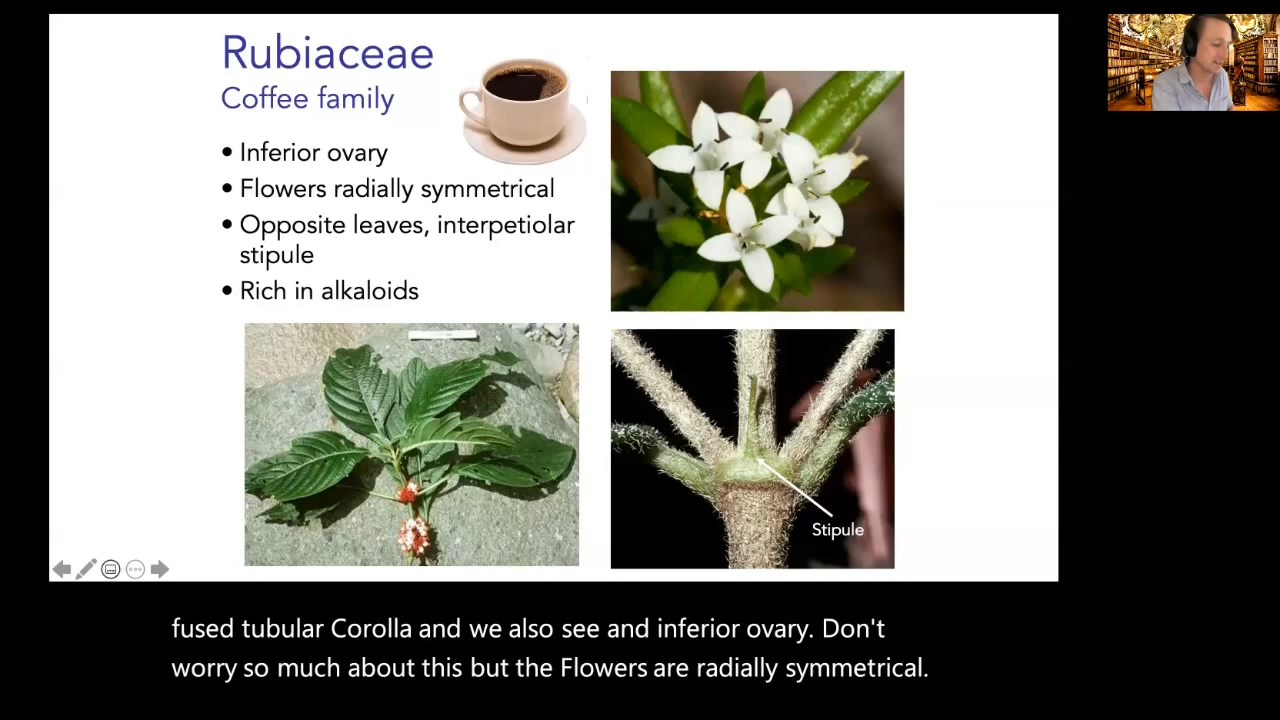 Rubiaceae
Coffee family
• Inferior ovary
• Flowers radially symmetrical
• Opposite leaves, interpetiolar
stipule
• Rich in alkaloids
Stipule
fused tubular Corolla and we also see and inferior ovary. Don't
worry so much about this but the Flowers are radially symmetrical.